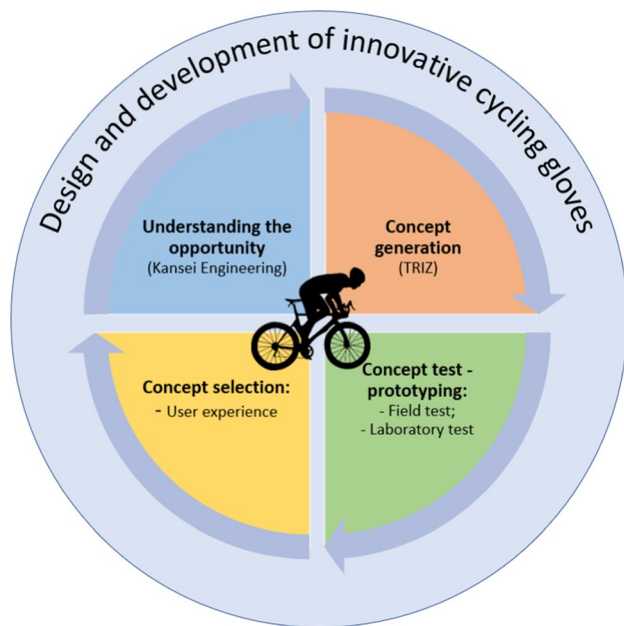 Design and development of innovative cycling gloves
Understanding the
opportunity
(Kansei Engineering)
Concept
generation
(TRIZ)
Concept selection:
- User experience
Concept test -
prototyping:
- Field test;
- Laboratory test